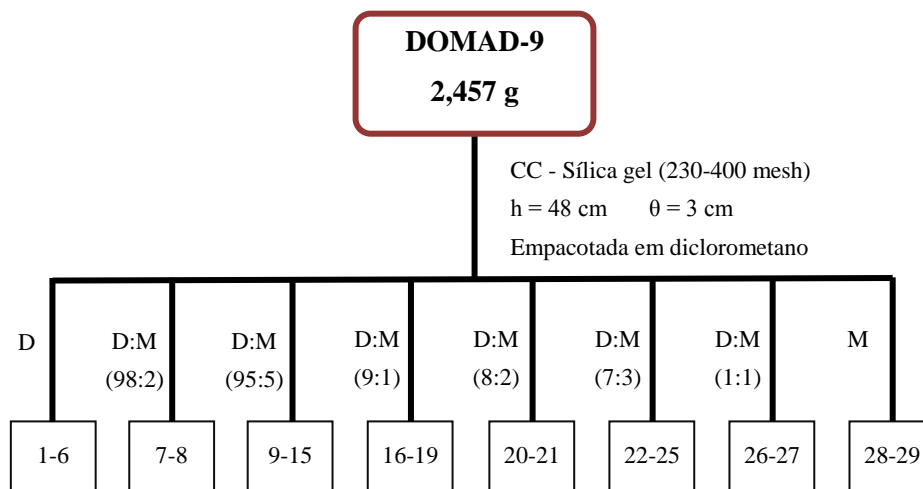 DOMAD-9
2,457 g
CC - Sílica gel (230-400 mesh)
h = 48 cm θ = 3 cm
Empacotada em diclorometano
D D:M D:M D:M D:M D:M D:M M
(98:2) (95:5) (9:1) (8:2) (7:3) (1:1)
1-6 7-8 9-15 16-19 20-21 22-25 26-27 28-29